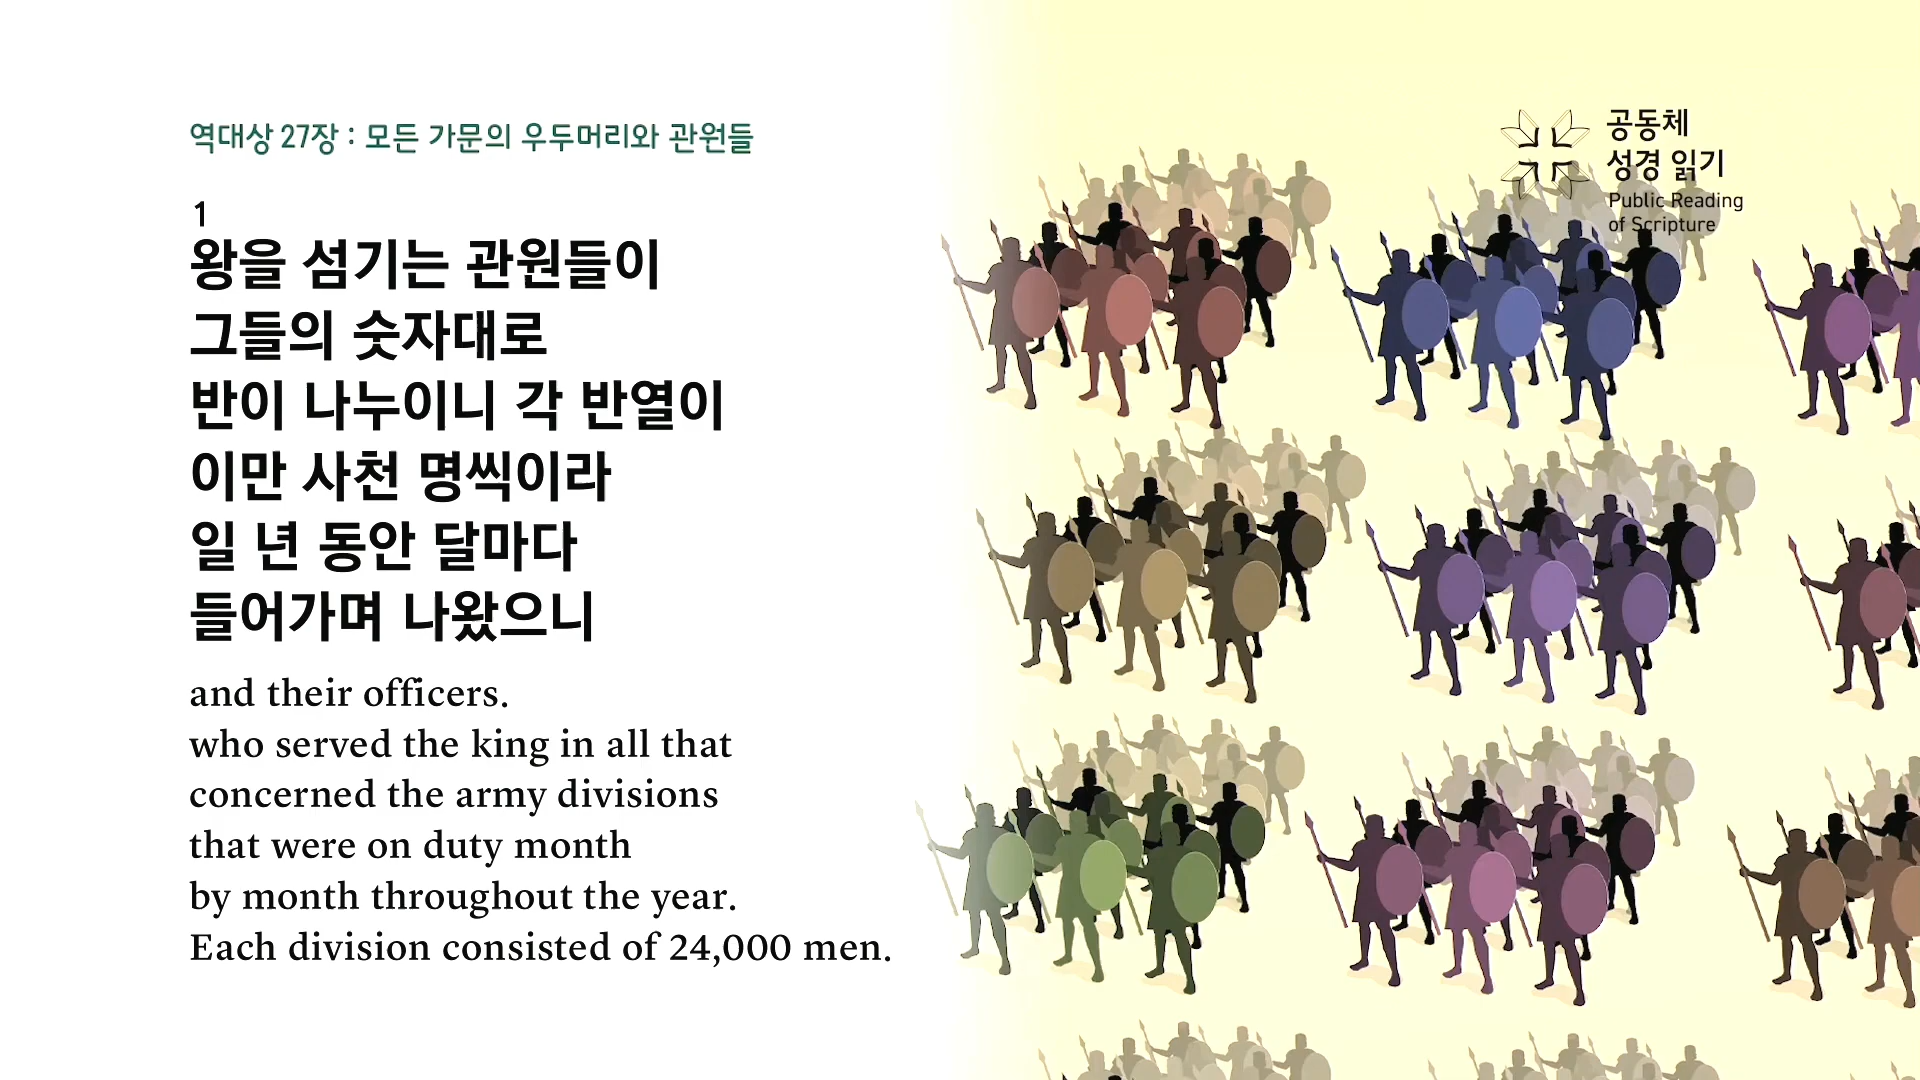 역대상 27장 : 모든 가문의 우두머리와 관원들
1
왕을 섬기는 관원들이
그들의 숫자대로
반이 나누이니 각 반열이
이만 사천 명씩이라
일 년 동안 달마다
들어가며 나왔으니
and their officers.
who served the king in all that
concerned the army divisions
that were on duty month
by month throughout the year.
Each division consisted of 24,000 men.
공동체
성경 읽기
Public Reading
of Scripture